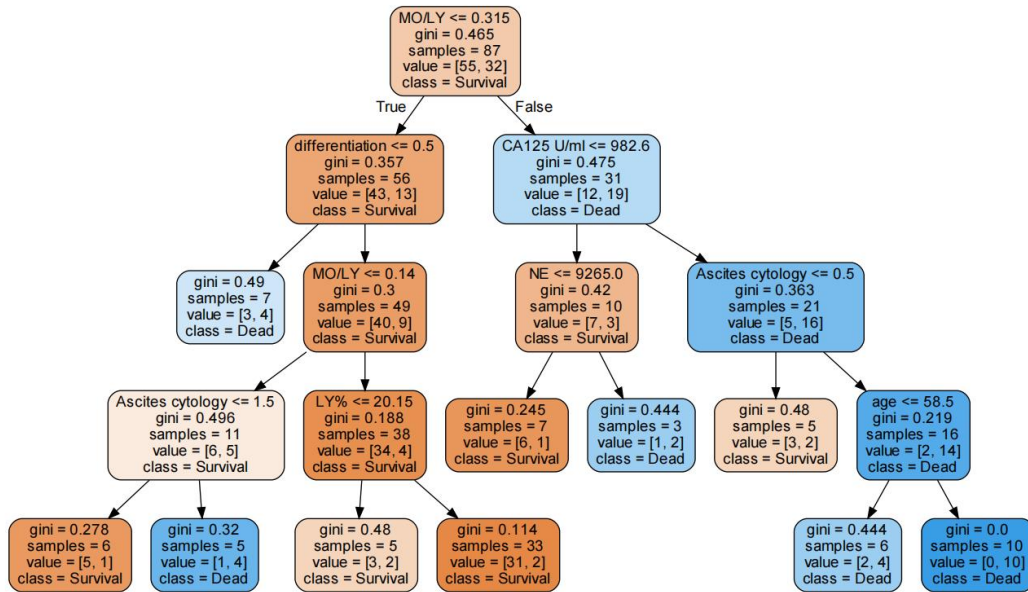 MO/LY <= 0.315
gini = 0.465
samples = 87
value = [55, 32]
class = Survival
True
False
differentiation <= 0.5
gini = 0.357
samples = 56
value = [43, 13]
class = Survival
CA125 U/ml <= 982.6
gini = 0.475
samples = 31
value = [12, 19]
class = Dead
gini = 0.49
samples = 7
value = [3, 4]
class = Dead
MO/LY <= 0.14
gini = 0.3
samples = 49
value = [40, 9]
class = Survival
NE <= 9265.0
gini = 0.42
samples = 10
value = [7, 3]
class = Survival
Ascites cytology <= 0.5
gini = 0.363
samples = 21
value = [5, 16]
class = Dead
Ascites cytology <= 1.5
gini = 0.496
samples = 11
value = [6, 5]
class = Survival
LY% <= 20.15
gini = 0.188
samples = 38
value = [34, 4]
class = Survival
gini = 0.245
samples = 7
value = [6, 1]
class = Survival
gini = 0.444
samples = 3
value = [1, 2]
class = Dead
gini = 0.48
samples = 5
value = [3, 2]
class = Survival
age <= 58.5
gini = 0.219
samples = 16
value = [2, 14]
class = Dead
gini = 0.278
samples = 6
value = [5, 1]
class = Survival
gini = 0.32
samples = 5
value = [1, 4]
class = Dead
gini = 0.48
samples = 5
value = [3, 2]
class = Survival
gini = 0.114
samples = 33
value = [31, 2]
class = Survival
gini = 0.444
samples = 6
value = [2, 4]
class = Dead
gini = 0.0
samples = 10
value = [0, 10]
class = Dead